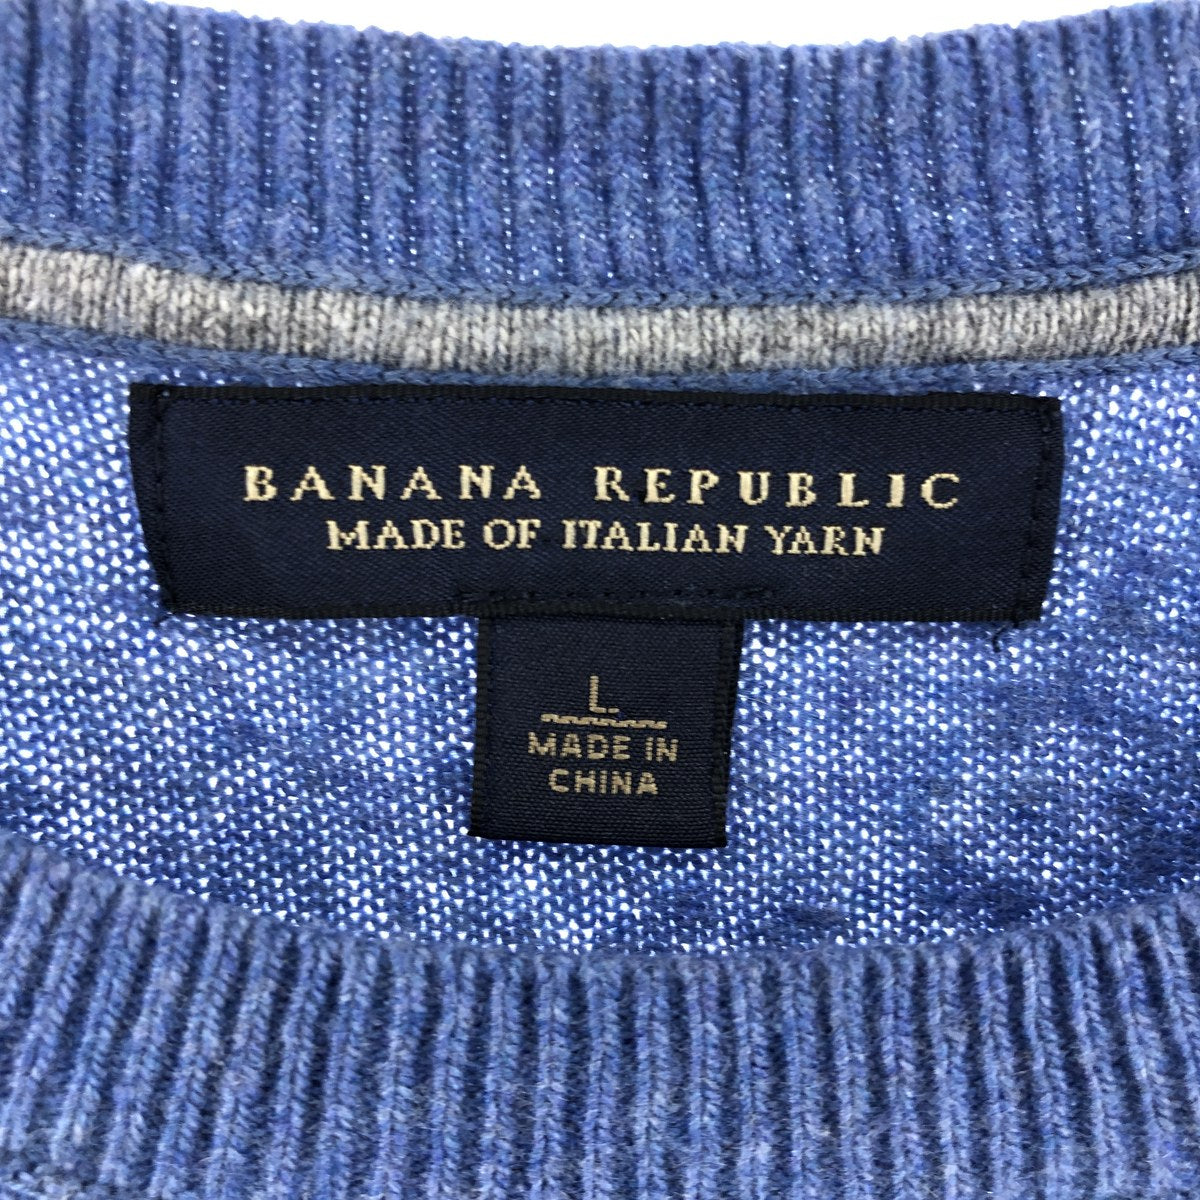 BANANA REPUBLIC
MADE OF ITALIAN YARN
L
MADE IN
CHINA